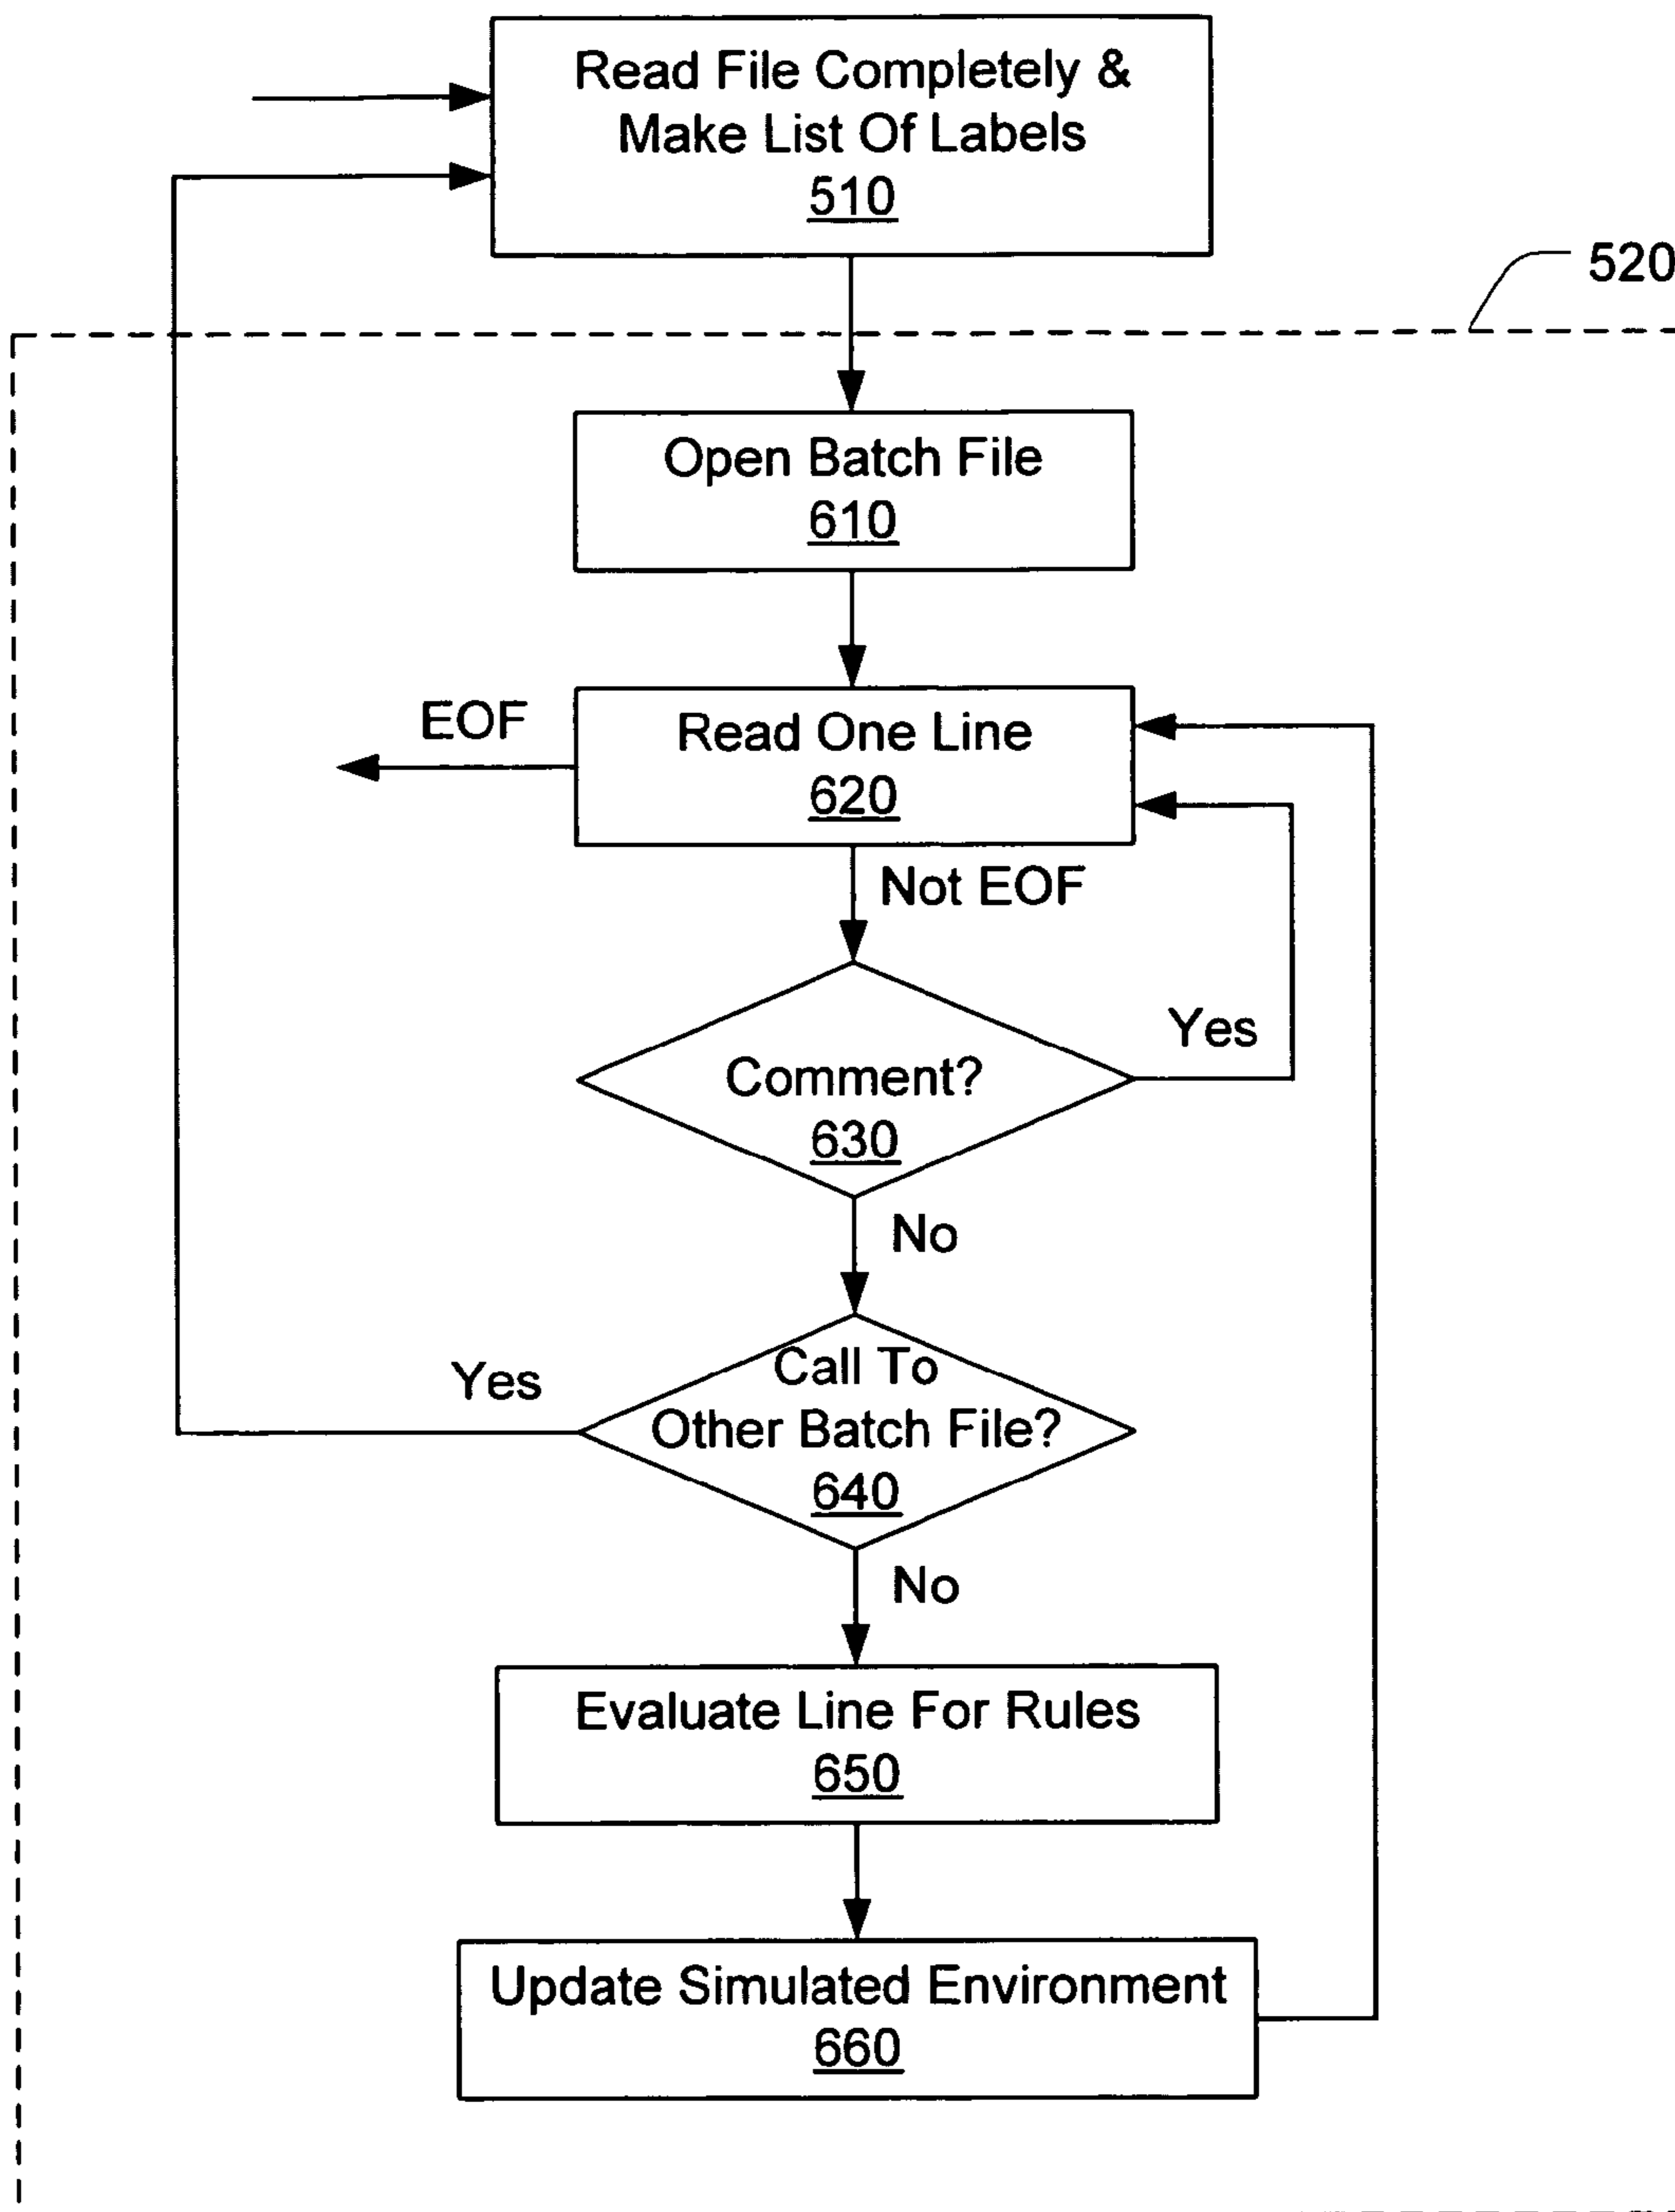 Read File Completely &
Make List Of Labels
510
520
Open Batch File
610
EOF
Read One Line
620
Not EOF
Yes
Comment?
630
No
Yes
Call To
Other Batch File?
640
No
Evaluate Line For Rules
650
Update Simulated Environment
660